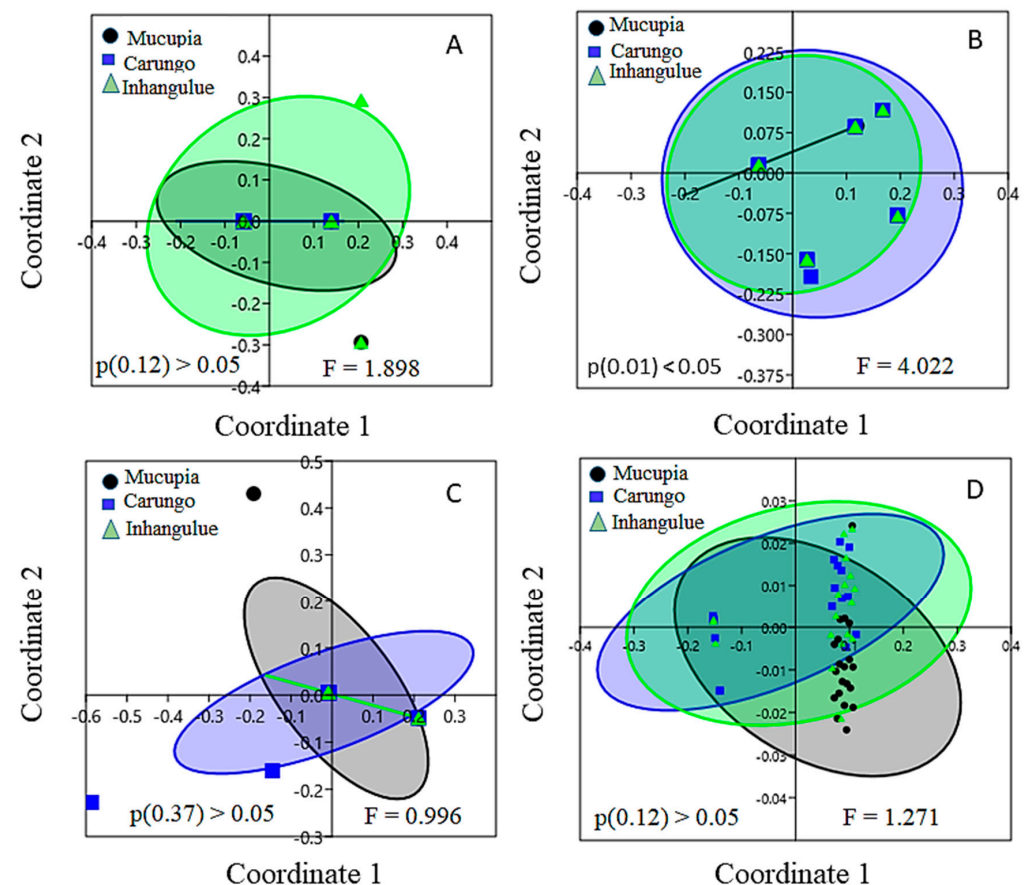 A
Mucupia
Carungo
Inhangulue
0.4
0.3
0.2
0.1
0
-0.4 -0.3 -0.2 -0.1 0.1 0.2 0.3 0.4
-0.1
-0.2
-0.3
-0.4
p(0.12) > 0.05 F = 1.898
Coordinate 1
Coordinate 2
B
Mucupia
Carungo
Inhangulue
0.225
0.150
0.075
0.000
-0.4 -0.3 -0.2 -0.1 0.1 0.2 0.3 0.4
-0.075
-0.150
-0.225
-0.300
-0.375
p(0.01) < 0.05 F = 4.022
Coordinate 1
Coordinate 2
C
Mucupia
Carungo
Inhangulue
0.5
0.4
0.3
0.2
0.1
0.0
-0.6 -0.5 -0.3 -0.2 -0.1 0.1 0.2 0.3
-0.1
-0.2
-0.3
p(0.37) > 0.05 F = 0.996
Coordinate 1
Coordinate 2
D
Mucupia
Carungo
Inhangulue
0.03
0.02
0.01
0.00
-0.4 -0.3 -0.2 -0.1 0.1 0.2 0.3 0.4
-0.01
-0.02
-0.03
-0.04
p(0.12) > 0.05 F = 1.271
Coordinate 1
Coordinate 2